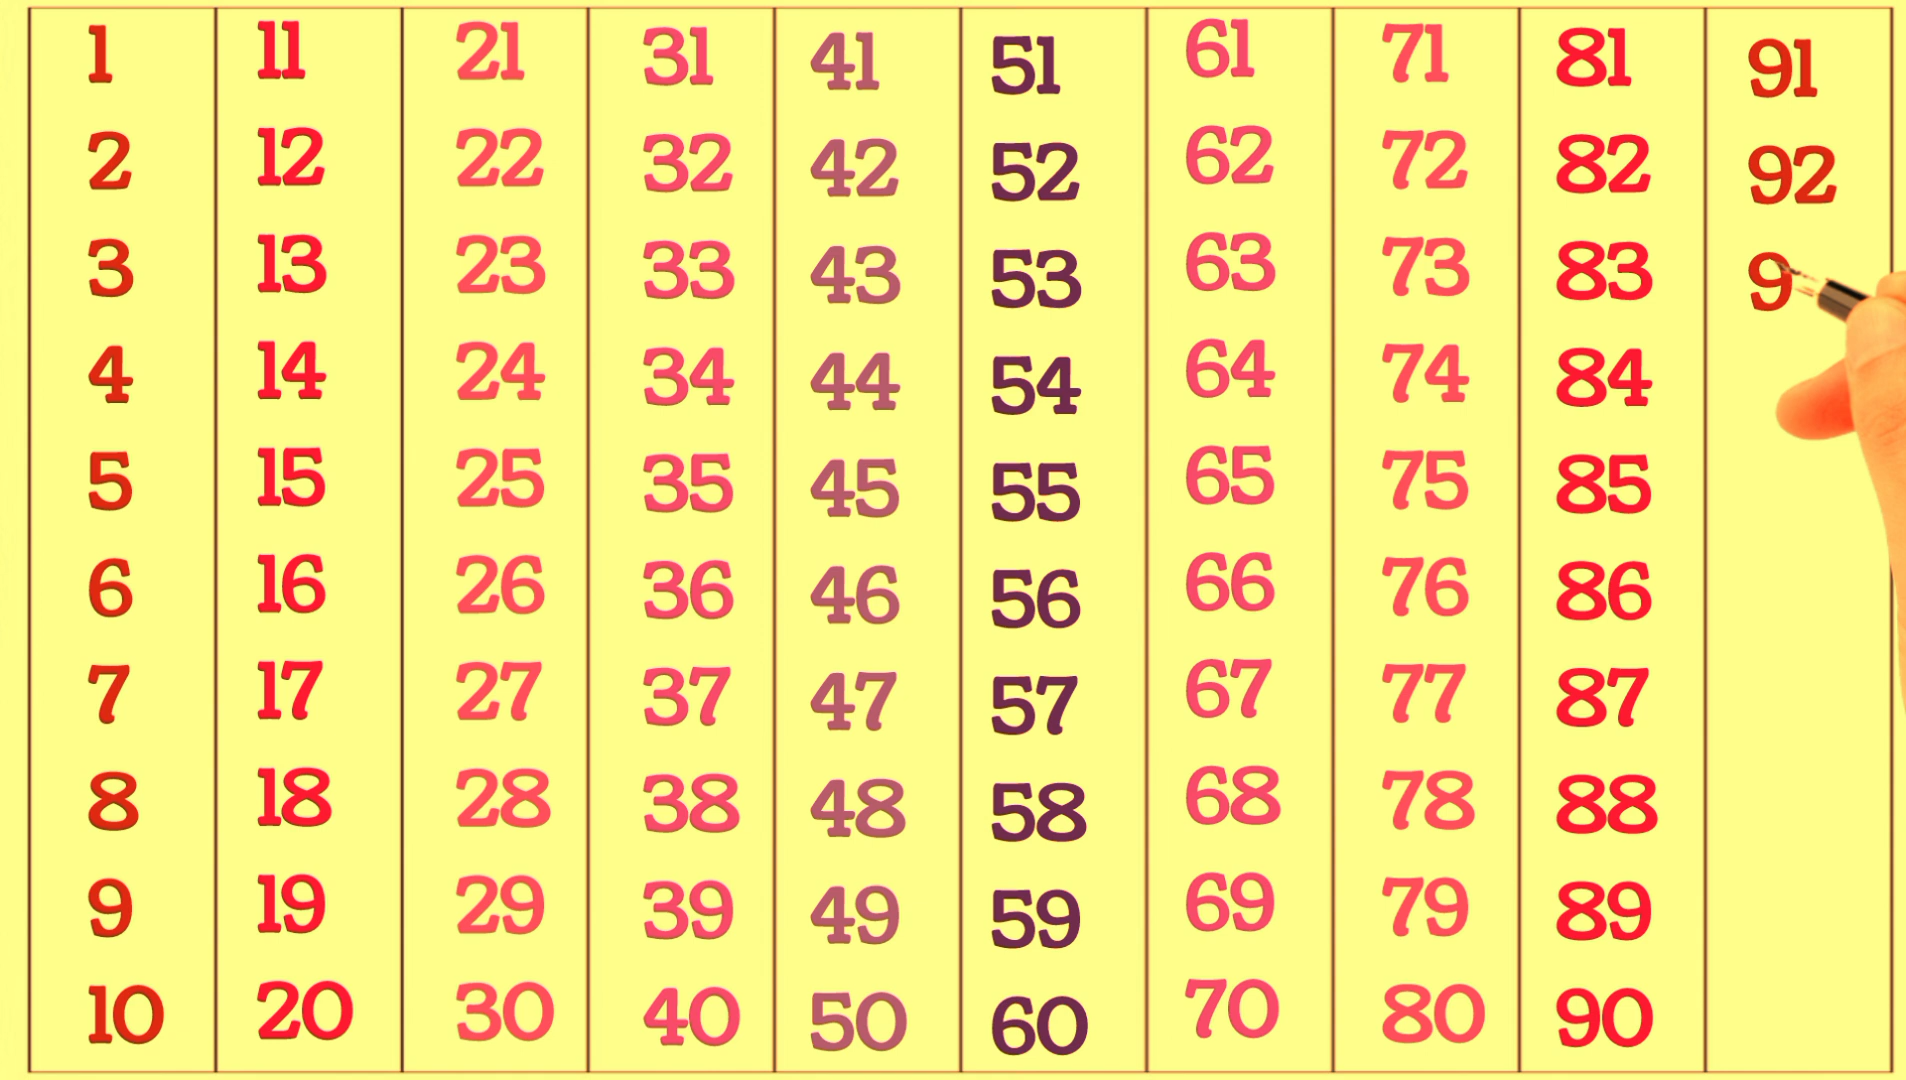 1 11 21 31 41 51 61 71 81 91
2 12 22 32 42 52 62 72 82 92
3 13 23 33 43 53 63 73 83 9
4 14 24 34 44 54 64 74 84
5 15 25 35 45 55 65 75 85
6 16 26 36 46 56 66 76 86
7 17 27 37 47 57 67 77 87
8 18 28 38 48 58 68 78 88
9 19 29 39 49 59 69 79 89
10 20 30 40 50 60 70 80 90